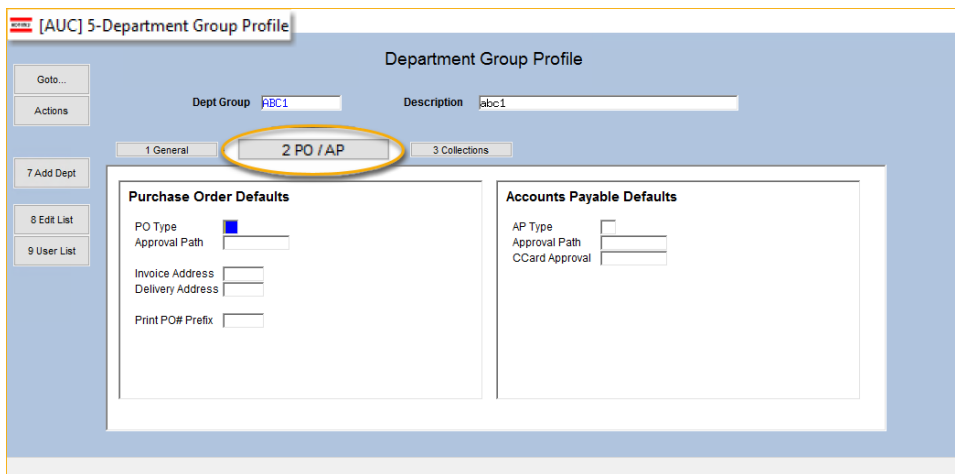 [AUC] 5-Department Group Profile
Department Group Profile
Goto...
Actions
Dept Group ABC1 Description abc1
1 General 2 PO / AP 3 Collections
7 Add Dept
8 Edit List
9 User List
Purchase Order Defaults
PO Type
Approval Path
Invoice Address
Delivery Address
Print PO# Prefix
Accounts Payable Defaults
AP Type
Approval Path
CCard Approval